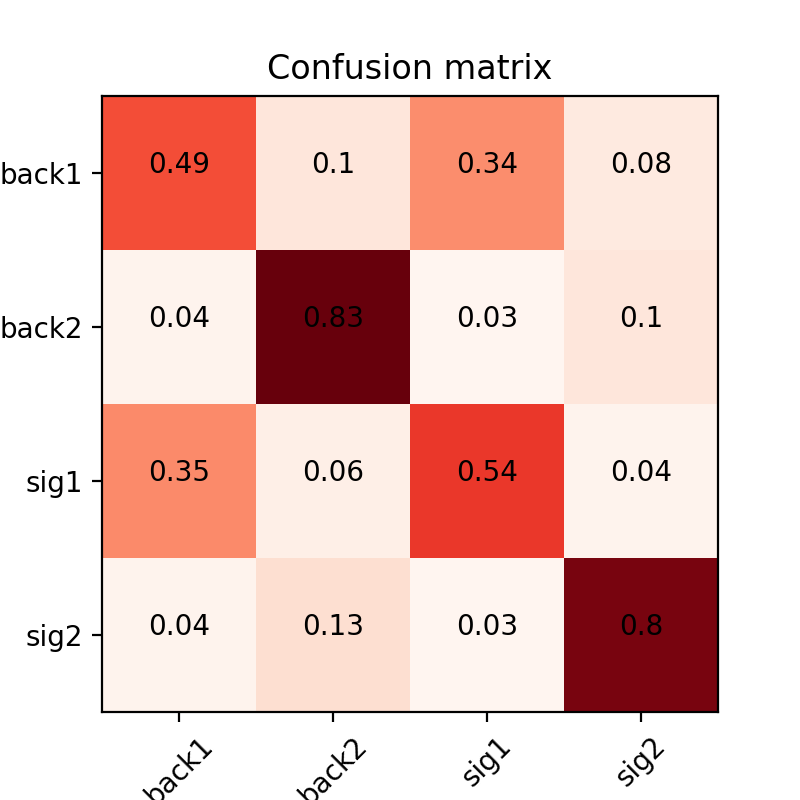 Confusion matrix
back1 0.49 0.1 0.34 0.08
back2 0.04 0.83 0.03 0.1
sig1 0.35 0.06 0.54 0.04
sig2 0.04 0.13 0.03 0.8
back1 back2 sig1 sig2